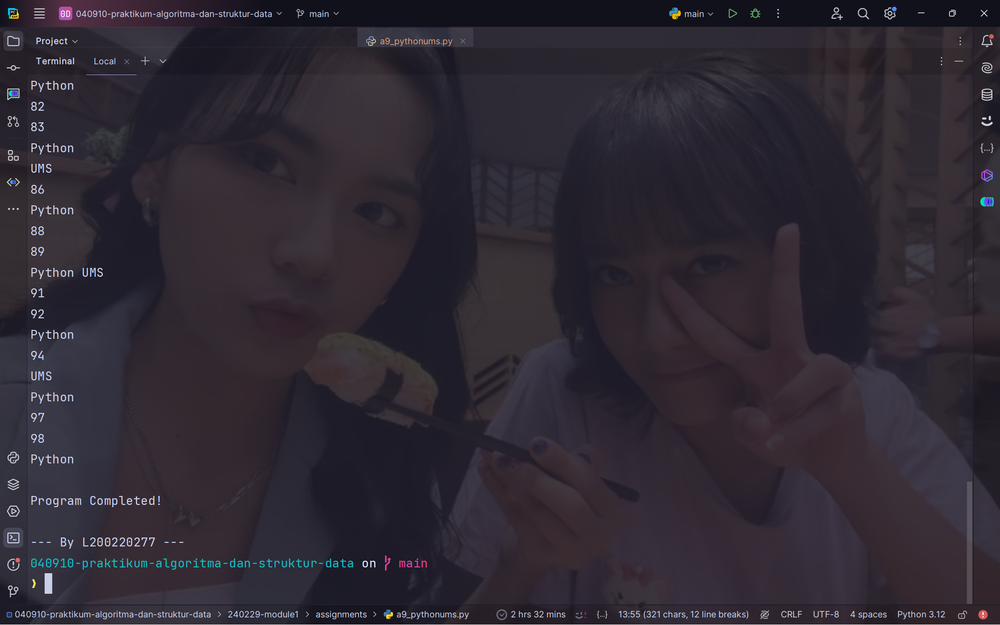 PC
EAP
0D 040910-praktikum-algoritma-dan-struktur-data main main
Project a9_pythonums.py
Terminal Local
Python
82
83
Python
UMS
86
Python
88
89
Python UMS
91
92
Python
94
UMS
Python
97
98
Python
Program Completed!
--- By L200220277 ---
040910-praktikum-algoritma-dan-struktur-data on main
❯
040910-praktikum-algoritma-dan-struktur-data > 240229-module1 > assignments > a9_pythonums.py 2 hrs 32 mins {...} 13:55 (321 chars, 12 line breaks) CRLF UTF-8 4 spaces Python 3.12